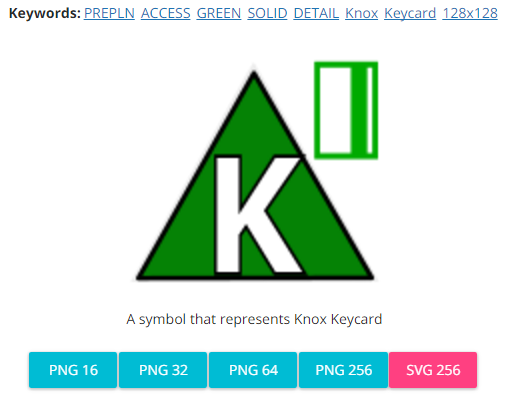 Keywords: PREPLN ACCESS GREEN SOLID DETAIL Knox Keycard 128x128
K
A symbol that represents Knox Keycard
PNG 16 PNG 32 PNG 64 PNG 256 SVG 256